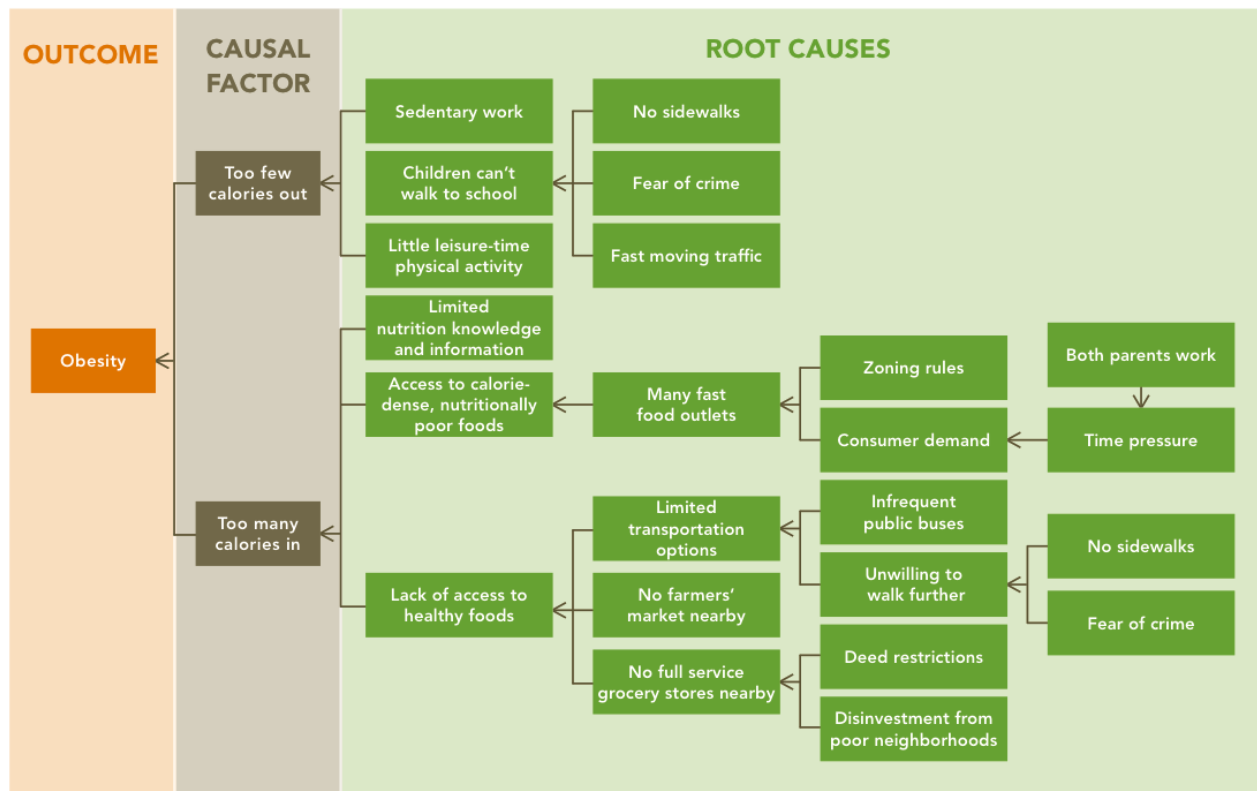 OUTCOME
CAUSAL
FACTOR
ROOT CAUSES
Sedentary work
No sidewalks
Too few
calories out
Children can’t
walk to school
Fear of crime
Little leisure-time
physical activity
Fast moving traffic
Limited
nutrition knowledge
and information
Obesity
Zoning rules
Both parents work
Access to calorie-
dense, nutritionally
poor foods
Many fast
food outlets
Consumer demand
Time pressure
Too many
calories in
Limited
transportation
options
Infrequent
public buses
No sidewalks
Unwilling to
walk further
Lack of access to
healthy foods
No farmers’
market nearby
Fear of crime
Deed restrictions
No full service
grocery stores nearby
Disinvestment from
poor neighborhoods